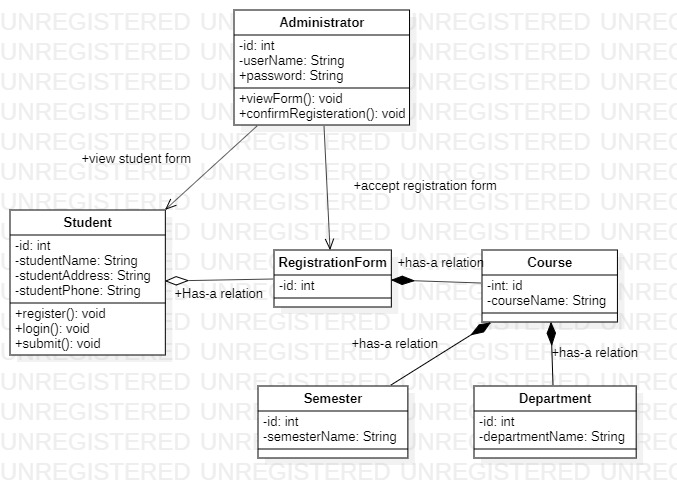 Administrator
-id: int
-userName: String
+password: String
+viewForm(): void
+confirmRegisteration(): void
+view student form
+accept registration form
Student
-id: int
-studentName: String
-studentAddress: String
-studentPhone: String
+register(): void
+login(): void
+submit(): void
+Has-a relation
RegistrationForm
-id: int
+has-a relation
Course
-int: id
-courseName: String
+has-a relation
+has-a relation
Semester
-id: int
-semesterName: String
Department
-id: int
-departmentName: String
UNREGISTERED UNREGISTERED UNREGISTERED UNREG